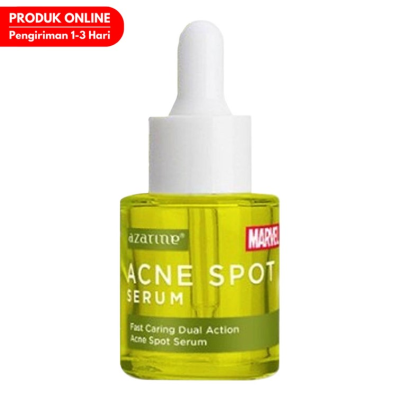 PRODUK ONLINE
Pengiriman 1-3 Hari
azarine®
MARVEL
ACNE SPOT
SERUM
Fast Caring Dual Action
Acne Spot Serum